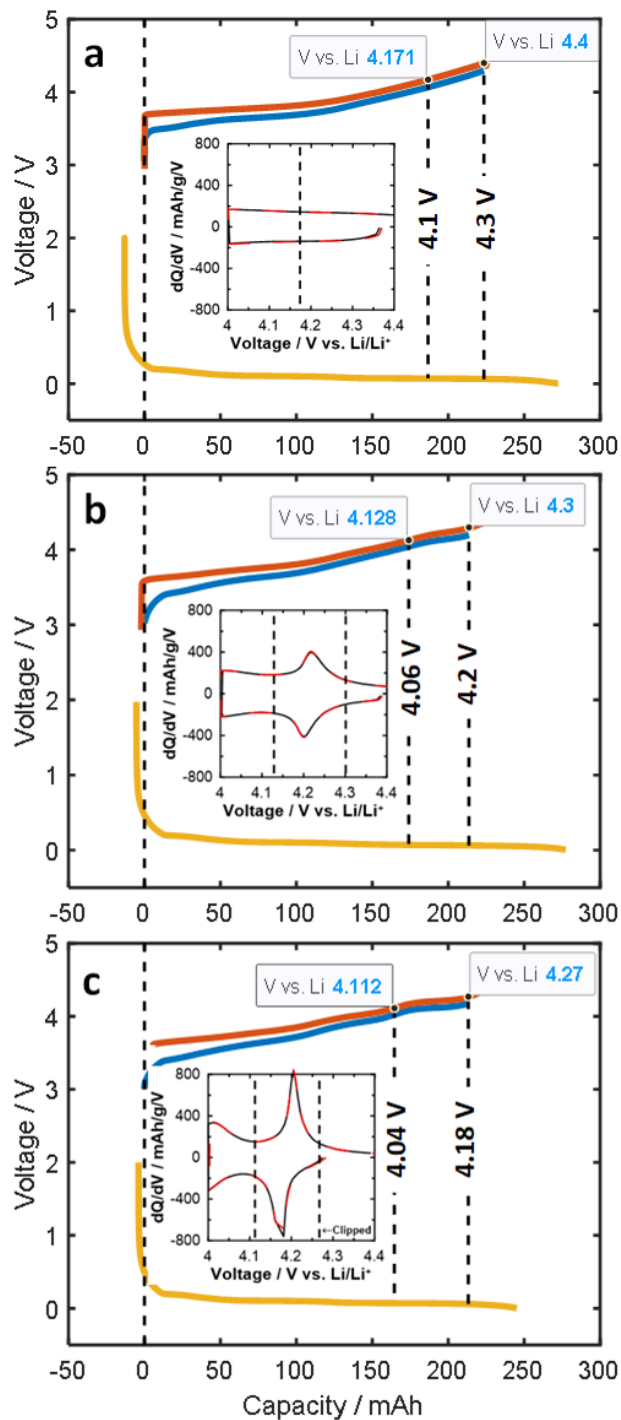 a
V vs. Li 4.171
V vs. Li 4.4
5
4
3
2
1
0
Voltage / V
4.1 V
4.3 V
800
400
0
-400
-800
dQ/dV / mAh/g/V
4
4.1
4.2
4.3
4.4
Voltage / V vs. Li/Li⁺
-50
0
50
100
150
200
250
300
b
V vs. Li 4.128
V vs. Li 4.3
5
4
3
2
1
0
Voltage / V
4.06 V
4.2 V
800
400
0
-400
-800
dQ/dV / mAh/g/V
4
4.1
4.2
4.3
4.4
Voltage / V vs. Li/Li⁺
-50
0
50
100
150
200
250
300
c
V vs. Li 4.112
V vs. Li 4.27
5
4
3
2
1
0
Voltage / V
4.04 V
4.18 V
800
400
0
-400
-800
dQ/dV / mAh/g/V
←Clipped
4
4.1
4.2
4.3
4.4
Voltage / V vs. Li/Li⁺
-50
0
50
100
150
200
250
300
Capacity / mAh